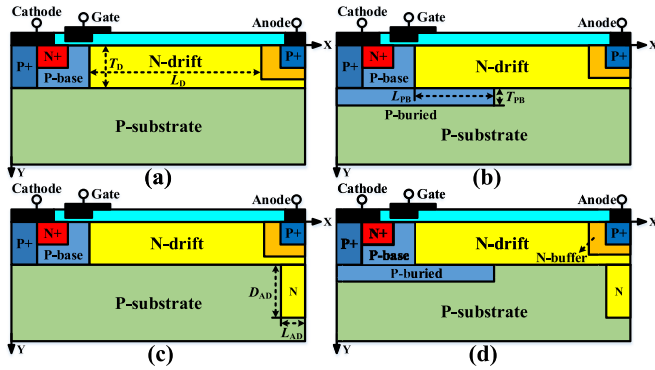 Cathode Gate Anode
X
P+ N+ P-base T_D N-drift L_D P+
P-substrate
Y
(a)
Cathode Gate Anode
X
P+ N+ P-base N-drift P+
L_PB T_PB
P-buried
P-substrate
Y
(b)
Cathode Gate Anode
X
P+ N+ P-base N-drift P+
D_AD N
P-substrate
L_AD
Y
(c)
Cathode Gate Anode
X
P+ N+ P-base N-drift P+
N-buffer
P-buried
N
P-substrate
Y
(d)